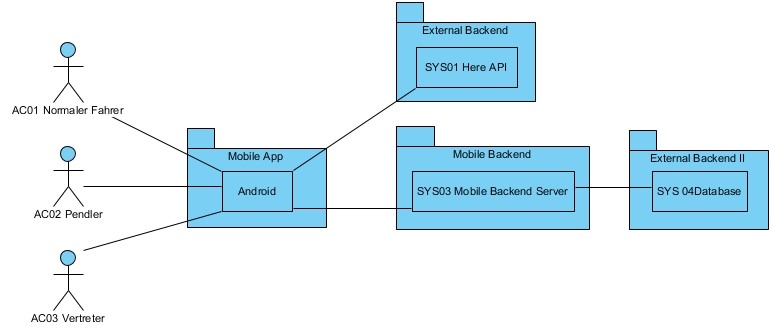 External Backend
SYS01 Here API
AC01 Normaler Fahrer
Mobile App
Android
Mobile Backend
SYS03 Mobile Backend Server
External Backend II
SYS 04Database
AC02 Pendler
AC03 Vertreter